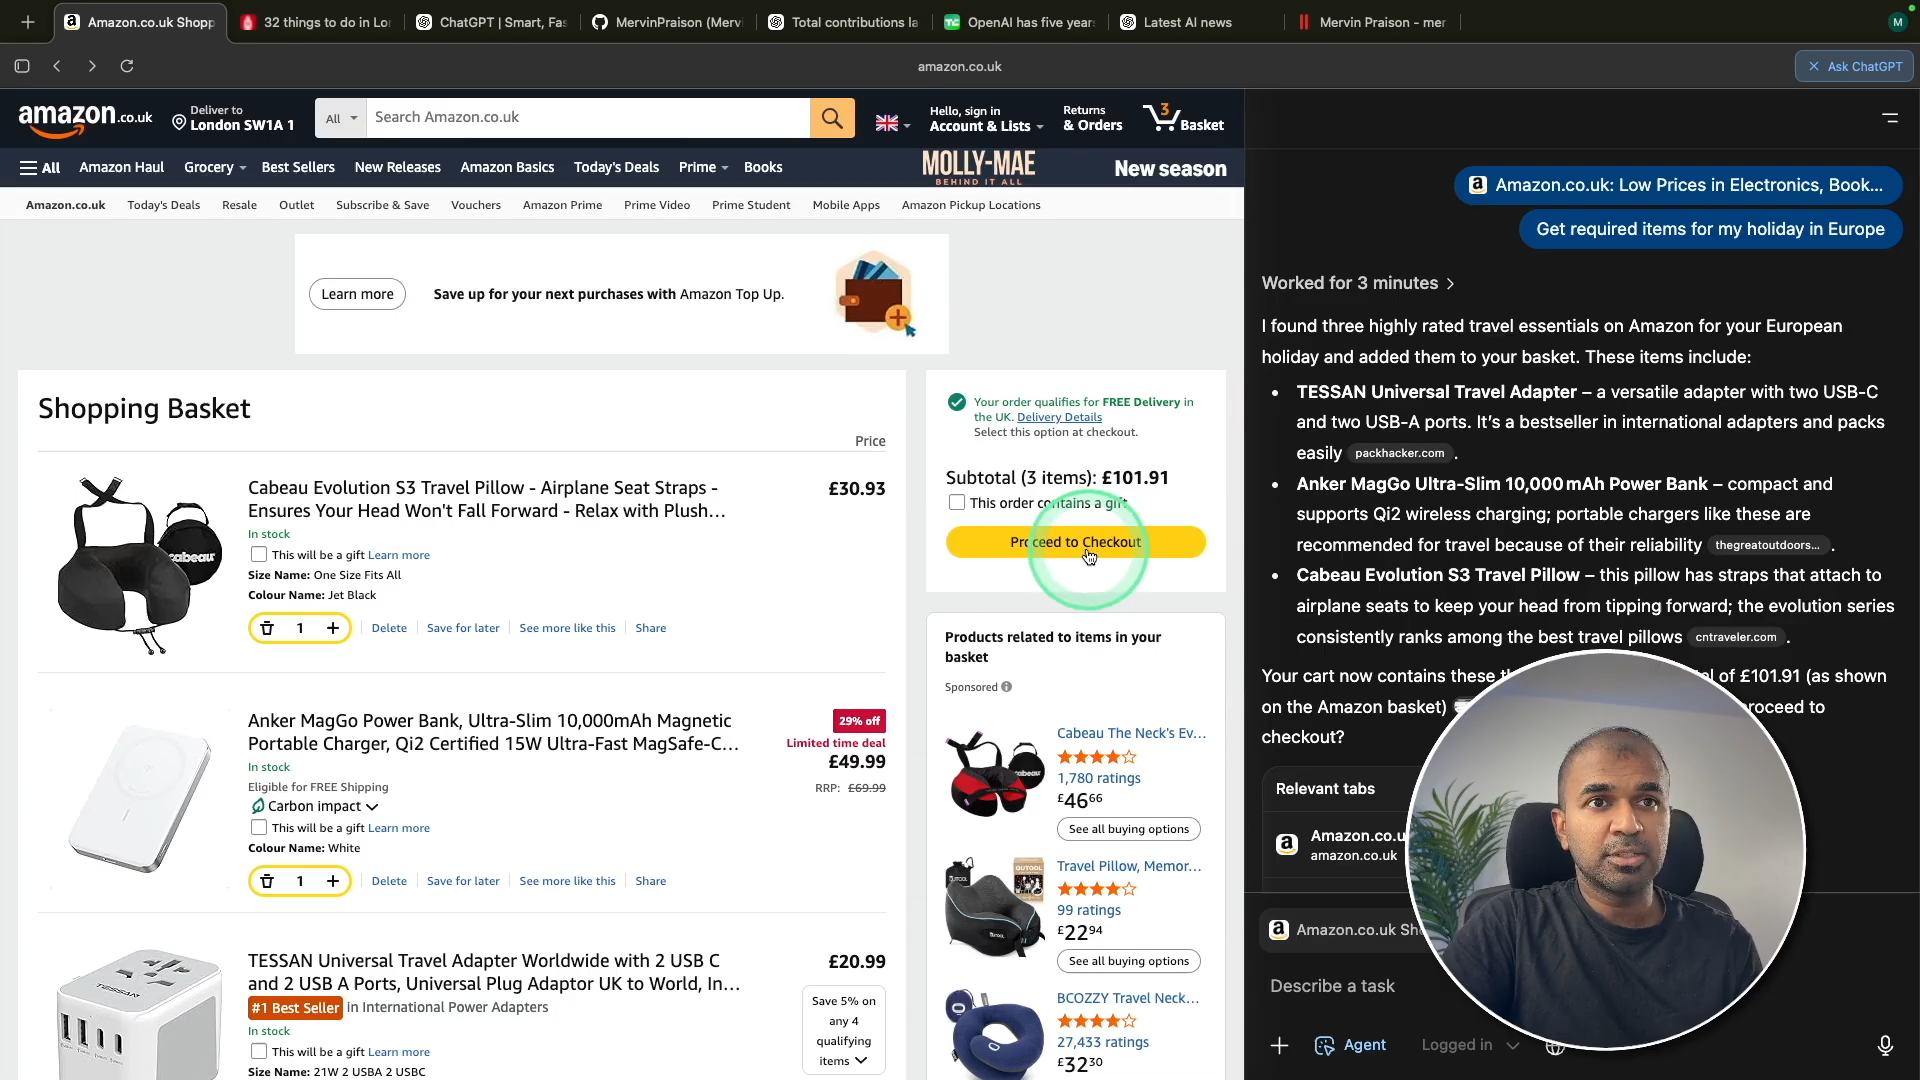 Amazon.co.uk Shopp
32 things to do in Lor
ChatGPT | Smart, Fas
MervinPraison (Mervi
Total contributions la
TC
OpenAI has five years
Latest AI news
Mervin Praison - mer
M
amazon.co.uk
Ask ChatGPT
amazon.co.uk
Deliver to
London SW1A 1
All
Search Amazon.co.uk
Hello, sign in
Account & Lists
Returns
& Orders
3
Basket
All
Amazon Haul
Grocery
Best Sellers
New Releases
Amazon Basics
Today's Deals
Prime
Books
MOLLY-MAE
BEHIND IT ALL
New season
Amazon.co.uk
Today's Deals
Resale
Outlet
Subscribe & Save
Vouchers
Amazon Prime
Prime Video
Prime Student
Mobile Apps
Amazon Pickup Locations
Learn more
Save up for your next purchases with Amazon Top Up.
Shopping Basket
Price
Cabeau Evolution S3 Travel Pillow - Airplane Seat Straps -
Ensures Your Head Won't Fall Forward - Relax with Plush...
£30.93
In stock
This will be a gift Learn more
Size Name: One Size Fits All
Colour Name: Jet Black
1
Delete
Save for later
See more like this
Share
cabeau
Anker MagGo Power Bank, Ultra-Slim 10,000mAh Magnetic
Portable Charger, Qi2 Certified 15W Ultra-Fast MagSafe-C...
29% off
Limited time deal
£49.99
RRP: £69.99
In stock
Eligible for FREE Shipping
Carbon impact
This will be a gift Learn more
Colour Name: White
1
Delete
Save for later
See more like this
Share
TESSAN Universal Travel Adapter Worldwide with 2 USB C
and 2 USB A Ports, Universal Plug Adaptor UK to World, In...
£20.99
#1 Best Seller in International Power Adapters
In stock
This will be a gift Learn more
Size Name: 21W 2 USBA 2 USBC
Save 5% on
any 4
qualifying
items
TESSAN
Your order qualifies for FREE Delivery in
the UK. Delivery Details
Select this option at checkout.
Subtotal (3 items): £101.91
This order contains a gift
Proceed to Checkout
Products related to items in your
basket
Sponsored
Cabeau The Neck's Ev...
1,780 ratings
£4666
See all buying options
Travel Pillow, Memor...
99 ratings
£2294
See all buying options
BCOZZY Travel Neck...
27,433 ratings
£3230
Amazon.co.uk: Low Prices in Electronics, Book...
Get required items for my holiday in Europe
Worked for 3 minutes
I found three highly rated travel essentials on Amazon for your European
holiday and added them to your basket. These items include:
• TESSAN Universal Travel Adapter – a versatile adapter with two USB-C
and two USB-A ports. It's a bestseller in international adapters and packs
easily packhacker.com .
• Anker MagGo Ultra-Slim 10,000 mAh Power Bank – compact and
supports Qi2 wireless charging; portable chargers like these are
recommended for travel because of their reliability thegreatoutdoors... .
• Cabeau Evolution S3 Travel Pillow – this pillow has straps that attach to
airplane seats to keep your head from tipping forward; the evolution series
consistently ranks among the best travel pillows cntraveler.com .
Your cart now contains these of £101.91 (as shown
on the Amazon basket) proceed to
checkout?
Relevant tabs
Amazon.co.u
amazon.co.uk
Amazon.co.uk Sh
Describe a task
Agent
Logged in